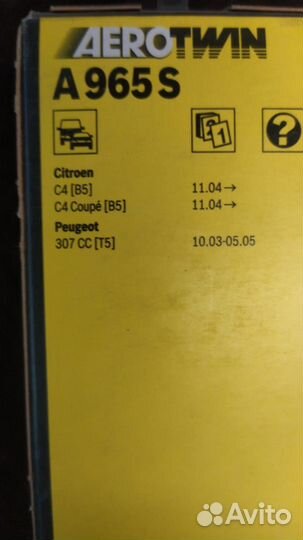 AEROTWIN
A 965 S
1
?
Citroen
C4 [B5] 11.04→
C4 Coupé [B5] 11.04→
Peugeot
307 CC [T5] 10.03-05.05
Avito